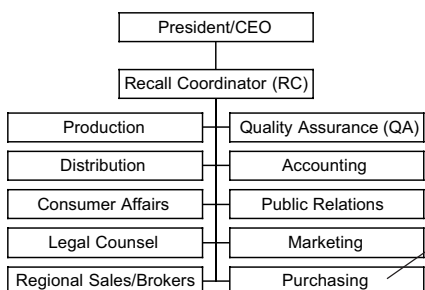 President/CEO
Recall Coordinator (RC)
Production
Quality Assurance (QA)
Distribution
Accounting
Consumer Affairs
Public Relations
Legal Counsel
Marketing
Regional Sales/Brokers
Purchasing